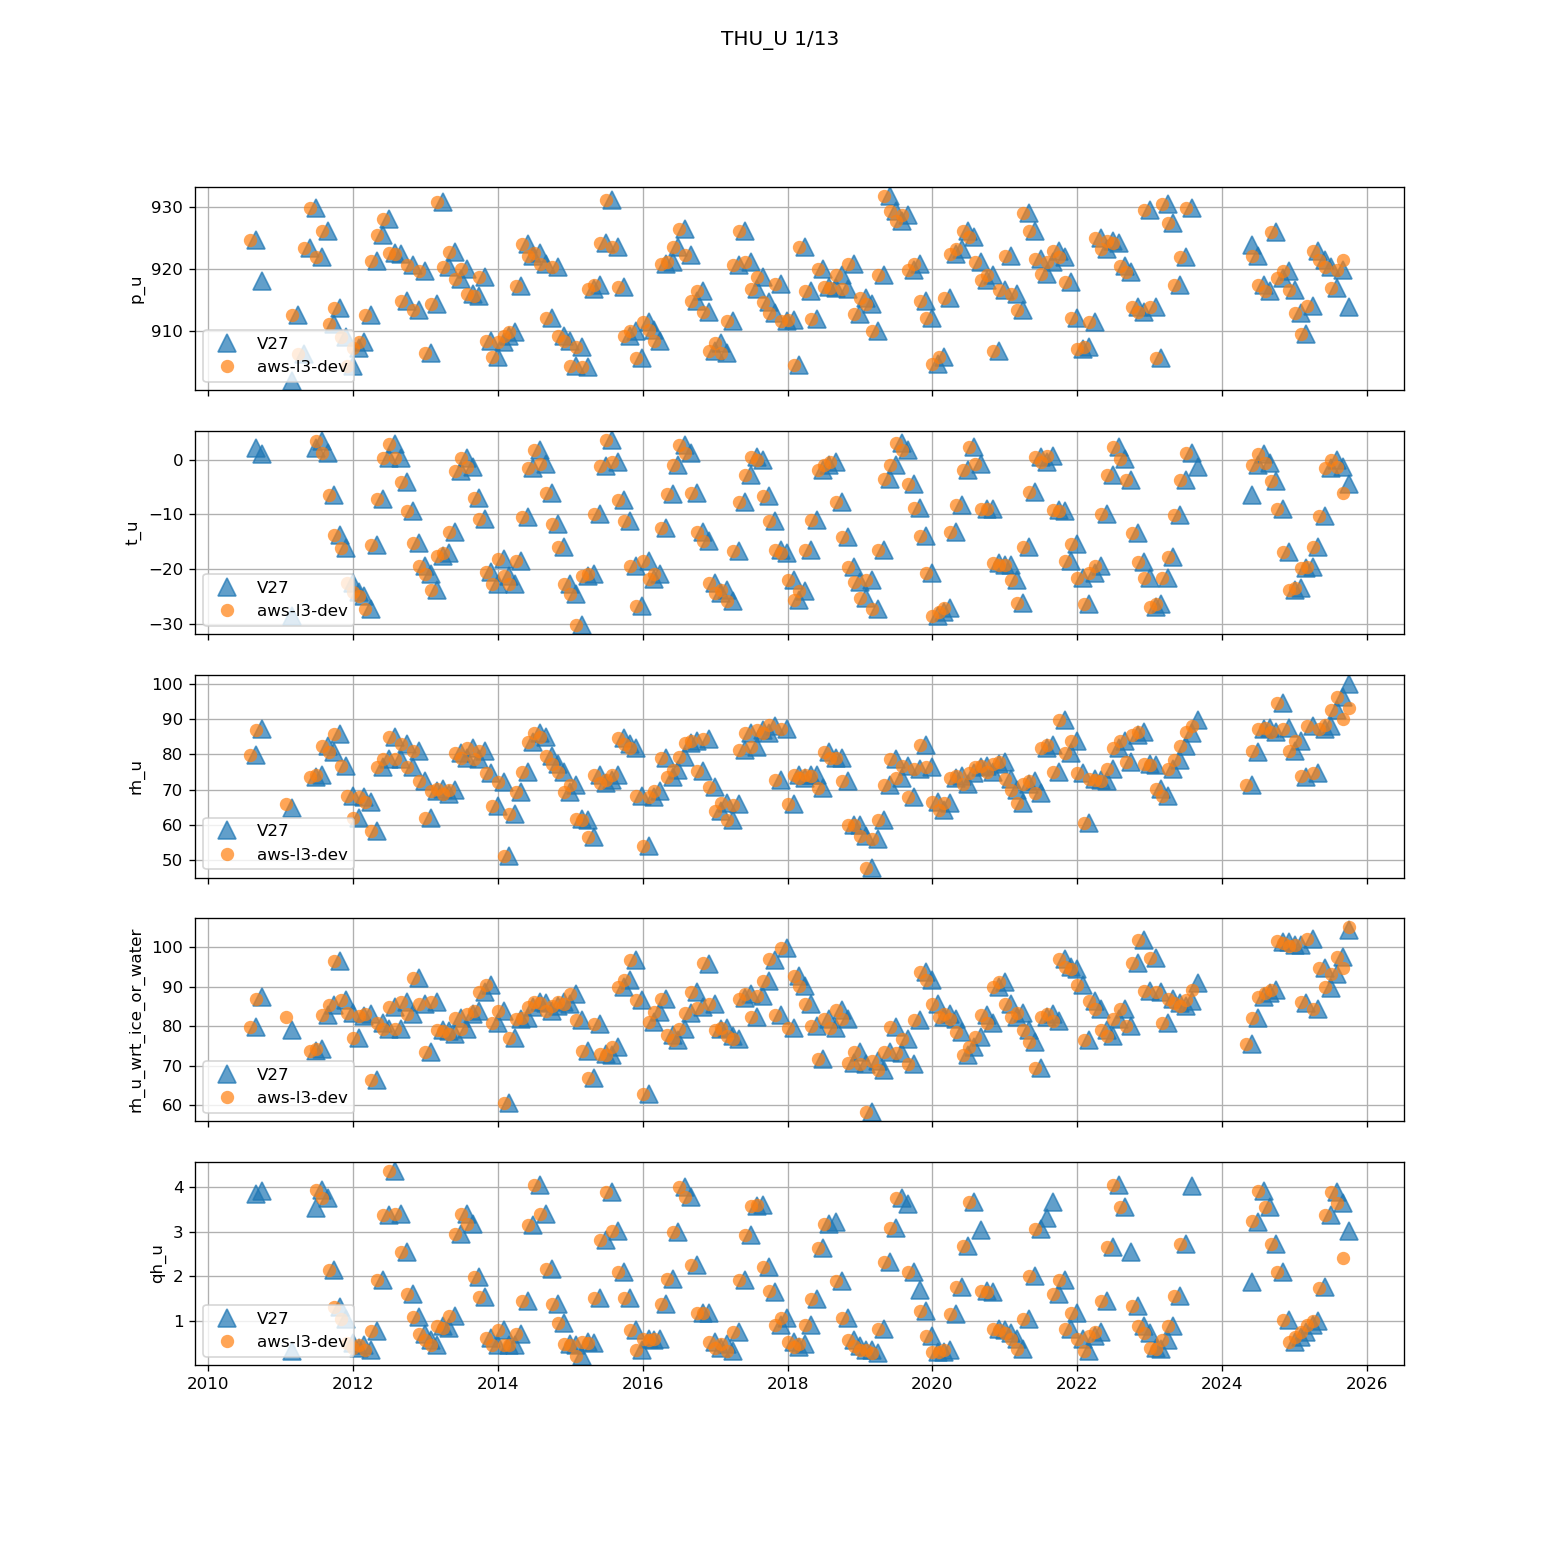 THU_U 1/13
930
920
910
p_u
V27
aws-l3-dev
0
−10
−20
−30
t_u
V27
aws-l3-dev
100
90
80
70
60
50
rh_u
V27
aws-l3-dev
100
90
80
70
60
rh_u_wrt_ice_or_water
V27
aws-l3-dev
4
3
2
1
qh_u
V27
aws-l3-dev
2010 2012 2014 2016 2018 2020 2022 2024 2026